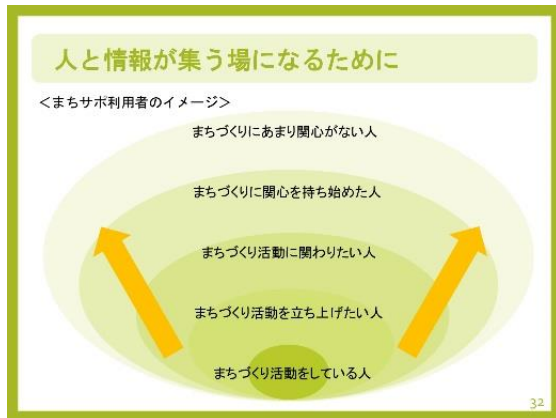 人と情報が集う場になるために
＜まちサポ利用者のイメージ＞
まちづくりにあまり関心がない人
まちづくりに関心を持ち始めた人
まちづくり活動に関わりたい人
まちづくり活動を立ち上げたい人
まちづくり活動をしている人
32